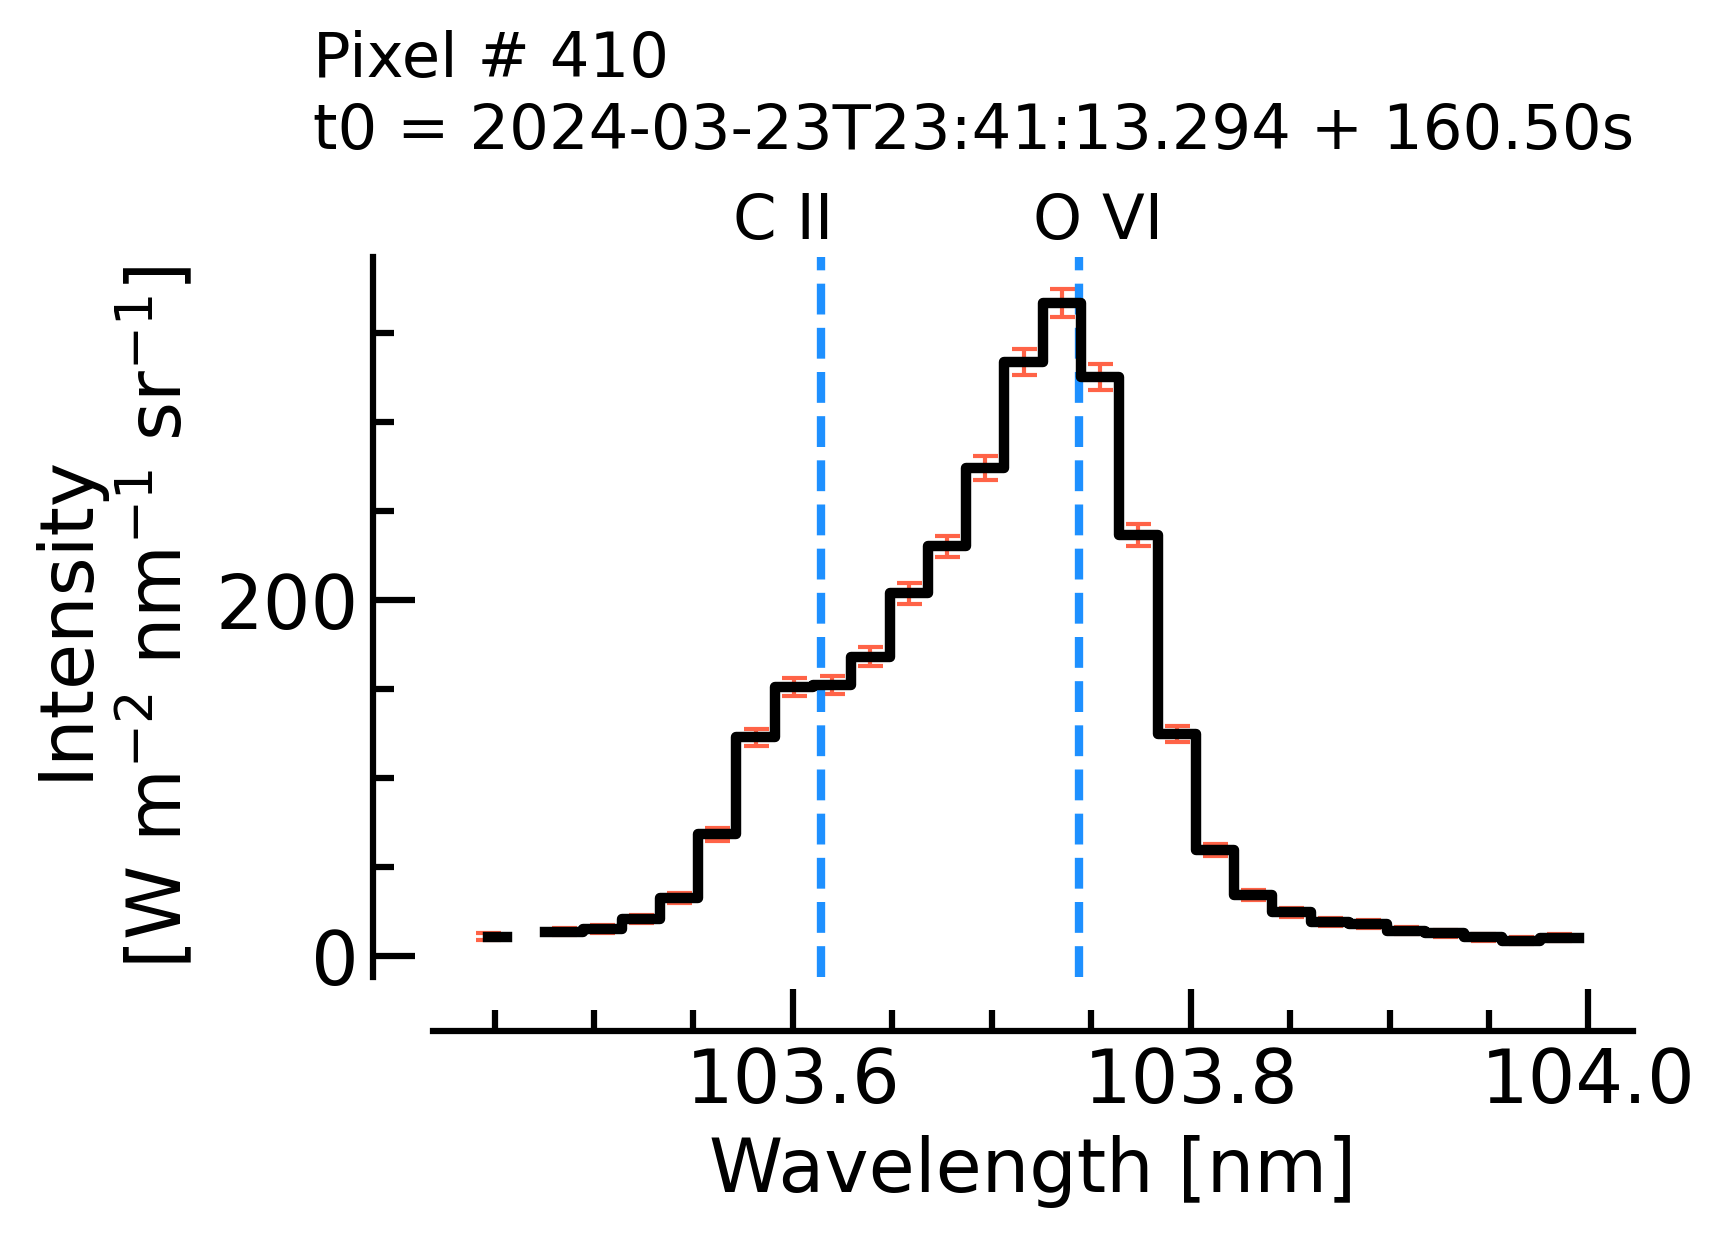 Pixel # 410
t0 = 2024-03-23T23:41:13.294 + 160.50s
C II O VI
Intensity
[W m⁻² nm⁻¹ sr⁻¹]
200
0
103.6 103.8 104.0
Wavelength [nm]